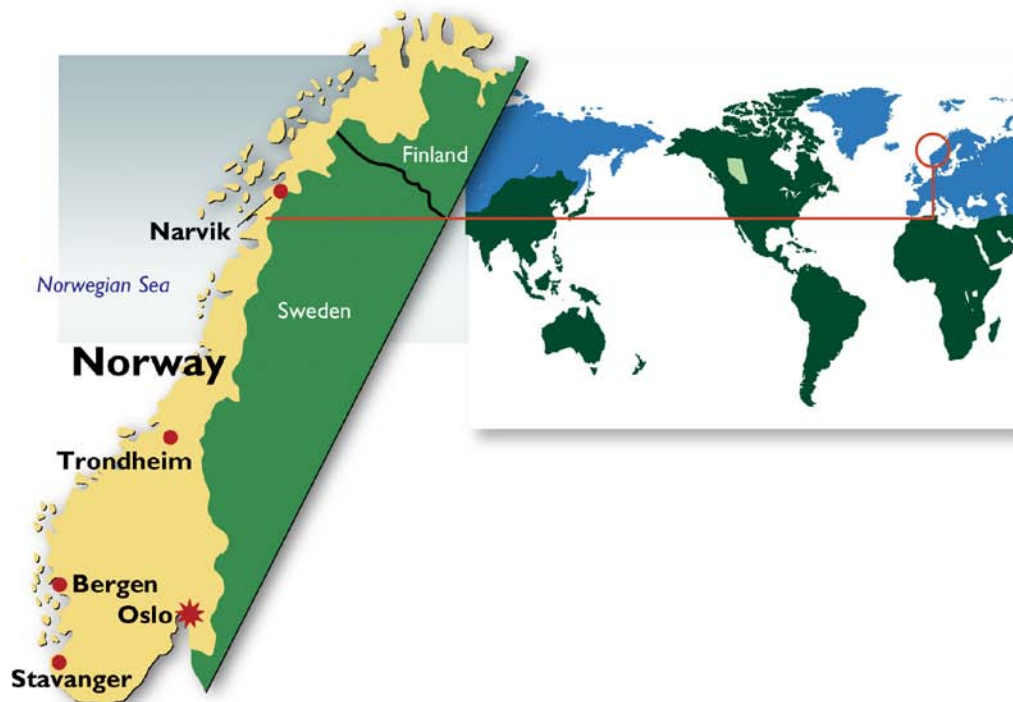 Finland
Narvik
Norwegian Sea
Sweden
Norway
Trondheim
Bergen
Oslo
Stavanger